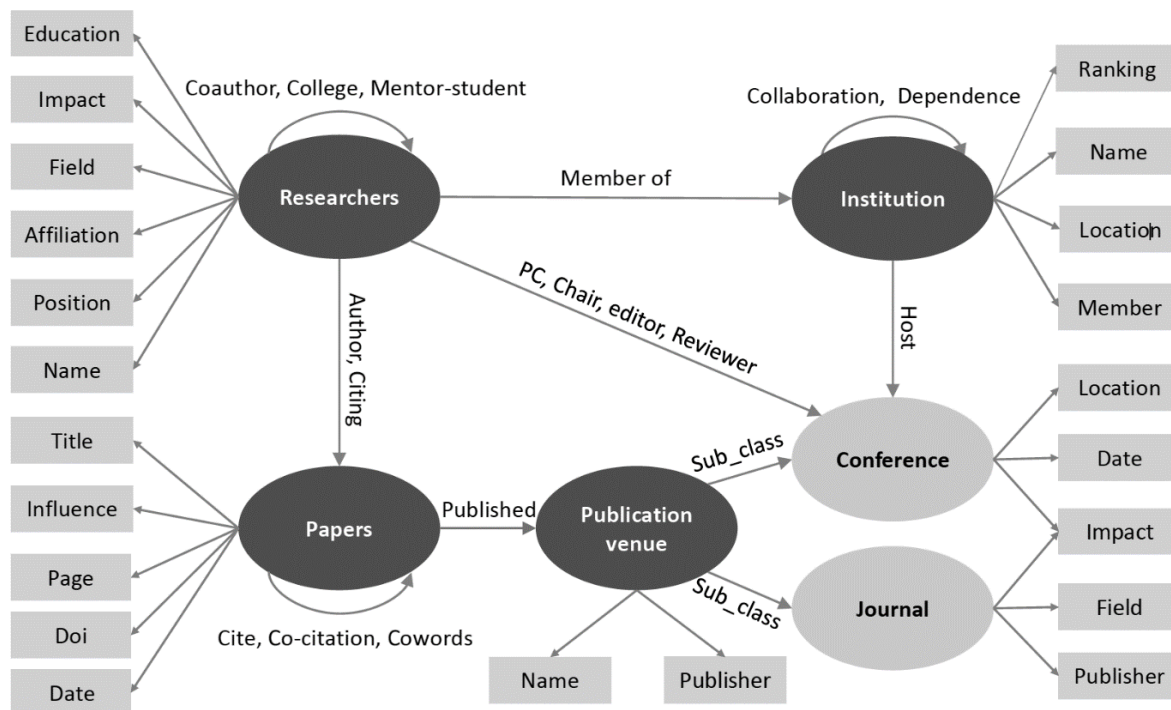 Education
Impact
Field
Affiliation
Position
Name
Coauthor, College, Mentor-student
Researchers
Member of
Collaboration, Dependence
Institution
Ranking
Name
Location
Member
Author, Citing
PC, Chair, editor, Reviewer
Host
Title
Influence
Page
Doi
Date
Papers
Cite, Co-citation, Cowords
Published
Publication
venue
Name
Publisher
Sub_class
Conference
Sub_class
Journal
Location
Date
Impact
Field
Publisher